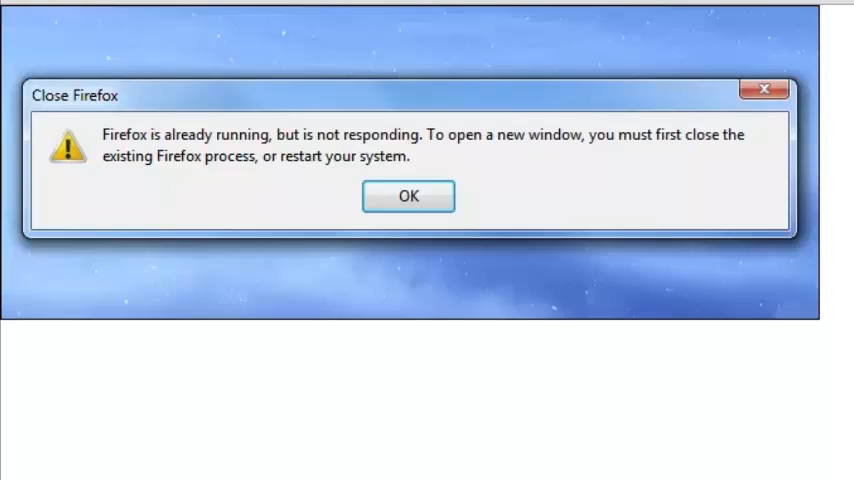 Close Firefox
Firefox is already running, but is not responding. To open a new window, you must first close the
existing Firefox process, or restart your system.
OK